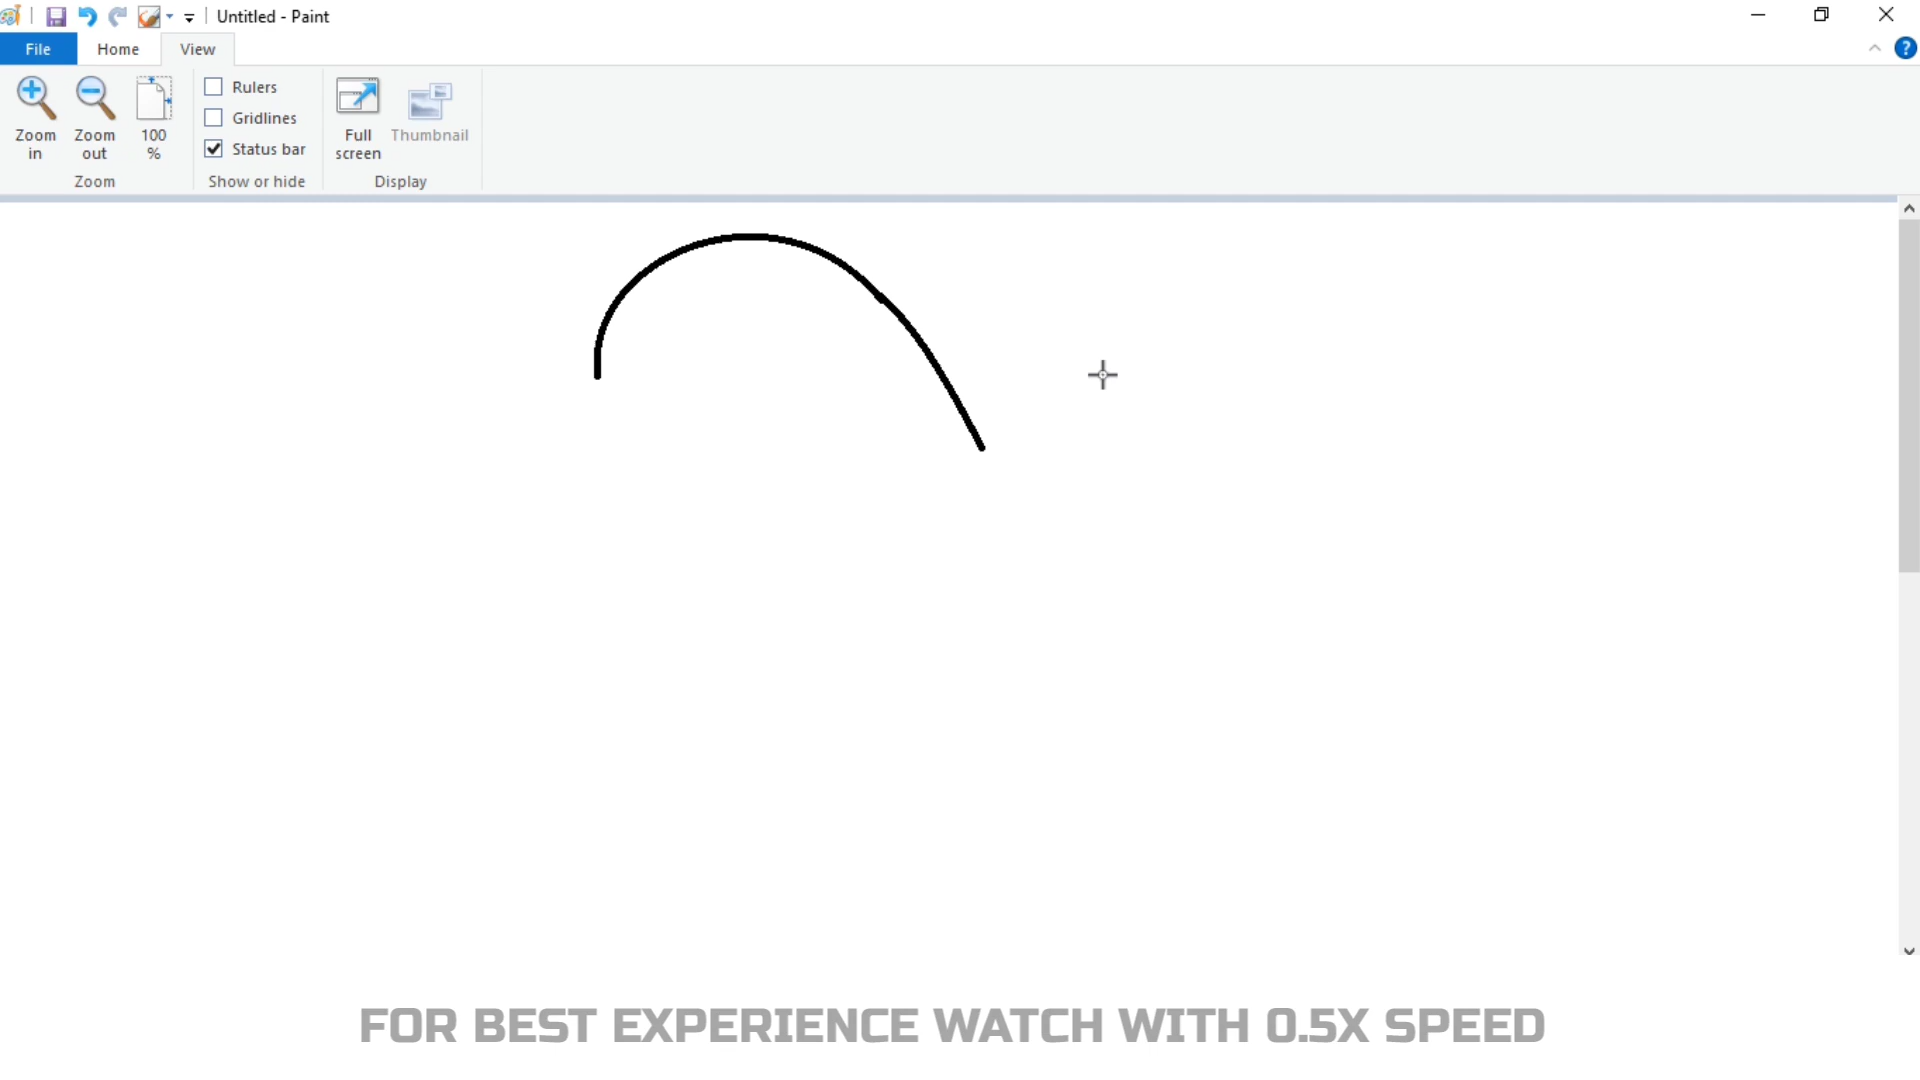 Untitled - Paint
File Home View
Zoom in
Zoom out
100 %
Rulers
Gridlines
Status bar
Full screen
Thumbnail
Zoom
Show or hide
Display
FOR BEST EXPERIENCE WATCH WITH 0.5X SPEED